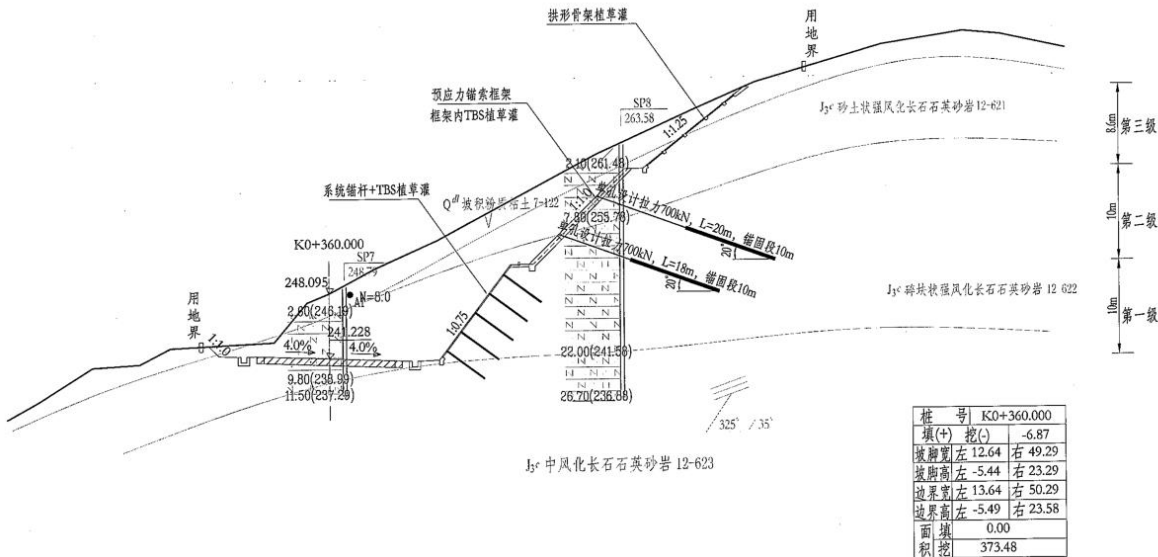 拱形骨架植草灌
用地界
预应力锚索框架
框架内TBS植草灌
SP8
263.58
1:1.25
J₃ᶜ 砂土状强风化长石石英砂岩12-621
8.6m
第三级
2.10(261.48)
系统锚杆+TBS植草灌
Qᵈˡ 坡积粉质粘土 7-122
1:1.0
单孔设计拉力700kN, L=20m, 锚固段10m
7.80(255.78)
20°
10m
第二级
单孔设计拉力700kN, L=18m, 锚固段10m
20°
K0+360.000
SP7
248.79
248.095
N=8.0
A1
J₃ᶜ 碎块状强风化长石石英砂岩 12-622
10m
第一级
用地界
2.60(246.19)
1:1.0
241.228
4.0%
4.0%
1:0.75
22.00(241.58)
9.80(238.99)
11.50(237.29)
26.70(236.88)
325° ∕35°
J₃ᶜ 中风化长石石英砂岩 12-623
桩 号 K0+360.000
填(+) 挖(-) -6.87
坡脚宽 左 12.64 右 49.29
坡脚高 左 -5.44 右 23.29
边界宽 左 13.64 右 50.29
边界高 左 -5.49 右 23.58
面 填 0.00
积 挖 373.48